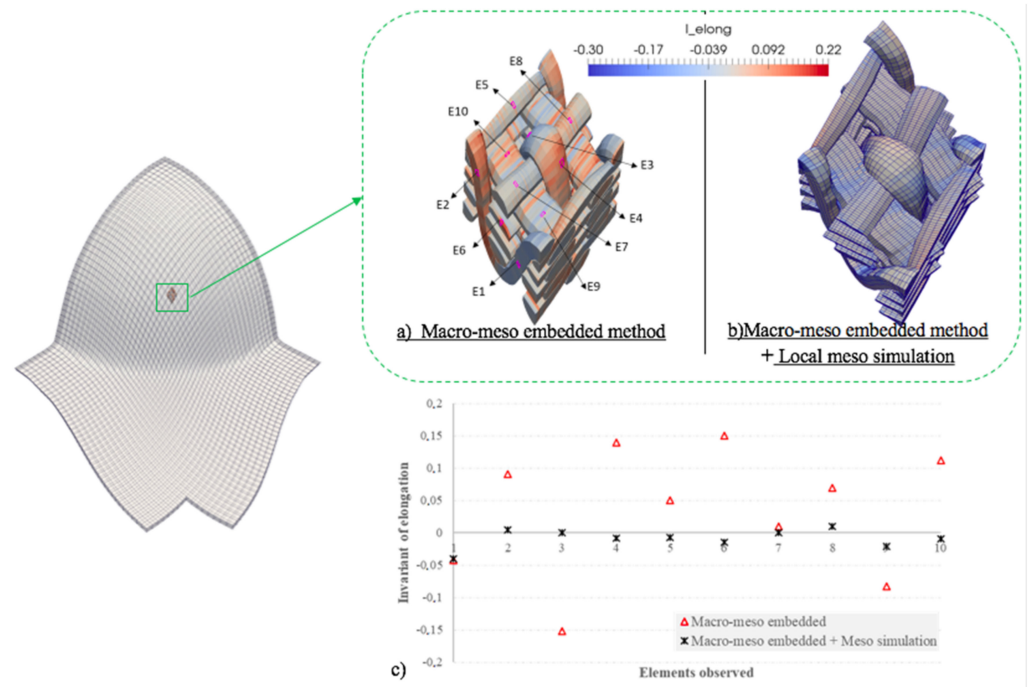 I_elong
-0.30 -0.17 -0.039 0.092 0.22
E8
E5
E10
E3
E2
E4
E6
E7
E1
E9
a) Macro-meso embedded method
b)Macro-meso embedded method
+ Local meso simulation
0,2
0,15
0,1
0,05
0
-0,05
-0,1
-0,15
-0,2
Invariant of elongation
1 2 3 4 5 6 7 8 9 10
Macro-meso embedded
Macro-meso embedded + Meso simulation
c)
Elements observed